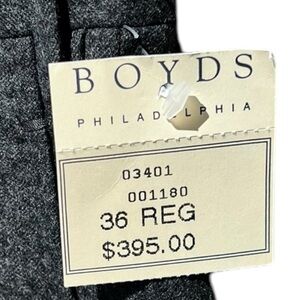 BOYDS
PHILADELPHIA
03401
001180
36 REG
$395.00